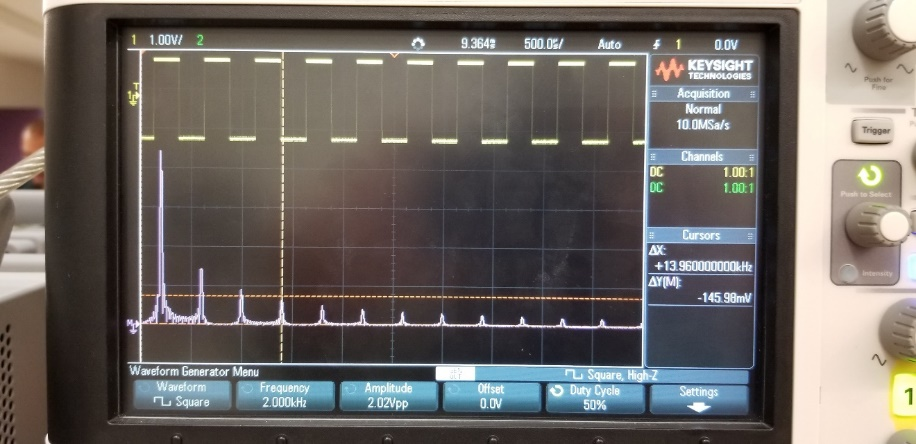 1 1.00V/ 2 9.364 500.0 / Auto 1 0.0V
KEYSIGHT
TECHNOLOGIES
Acquisition
Normal
10.0MSa/s
Channels
DC 1.00:1
DC 1.00:1
Cursors
ΔX:
+13.960000000kHz
ΔY(M):
-145.98mV
Waveform Generator Menu
Square, High-Z
Waveform
Square
Frequency
2.000kHz
Amplitude
2.02Vpp
Offset
0.0V
Duty Cycle
50%
Settings
Push for
Fine
Trigger
Push to Select
Intensity
1